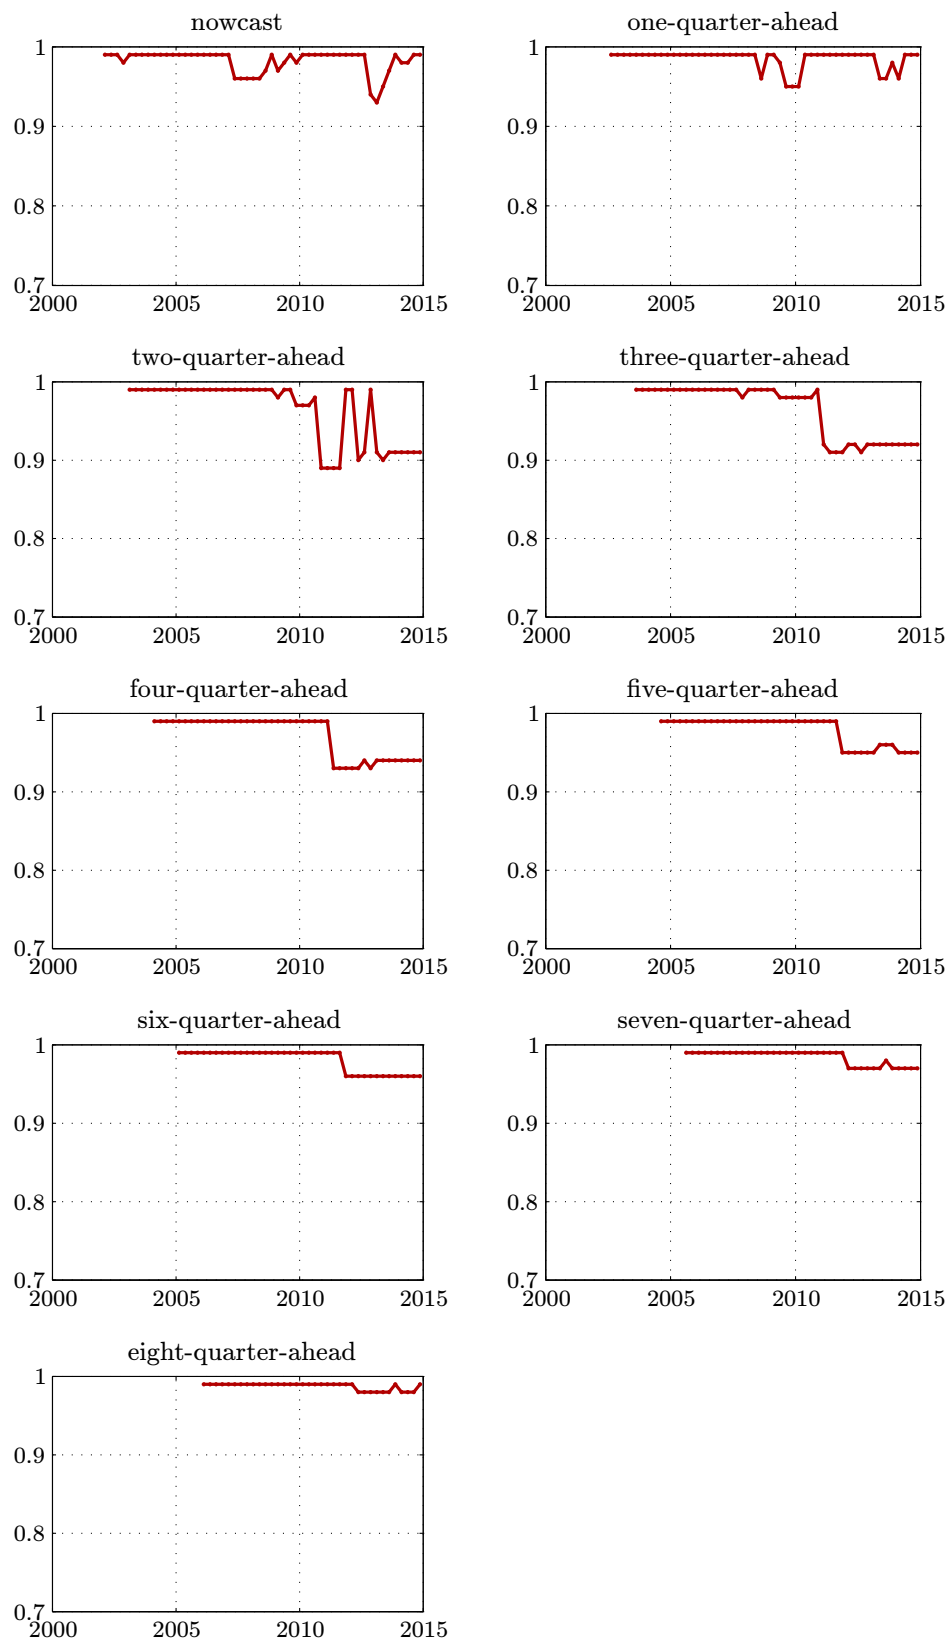 nowcast
1
0.9
0.8
0.7
2000 2005 2010 2015
one-quarter-ahead
1
0.9
0.8
0.7
2000 2005 2010 2015
two-quarter-ahead
1
0.9
0.8
0.7
2000 2005 2010 2015
three-quarter-ahead
1
0.9
0.8
0.7
2000 2005 2010 2015
four-quarter-ahead
1
0.9
0.8
0.7
2000 2005 2010 2015
five-quarter-ahead
1
0.9
0.8
0.7
2000 2005 2010 2015
six-quarter-ahead
1
0.9
0.8
0.7
2000 2005 2010 2015
seven-quarter-ahead
1
0.9
0.8
0.7
2000 2005 2010 2015
eight-quarter-ahead
1
0.9
0.8
0.7
2000 2005 2010 2015